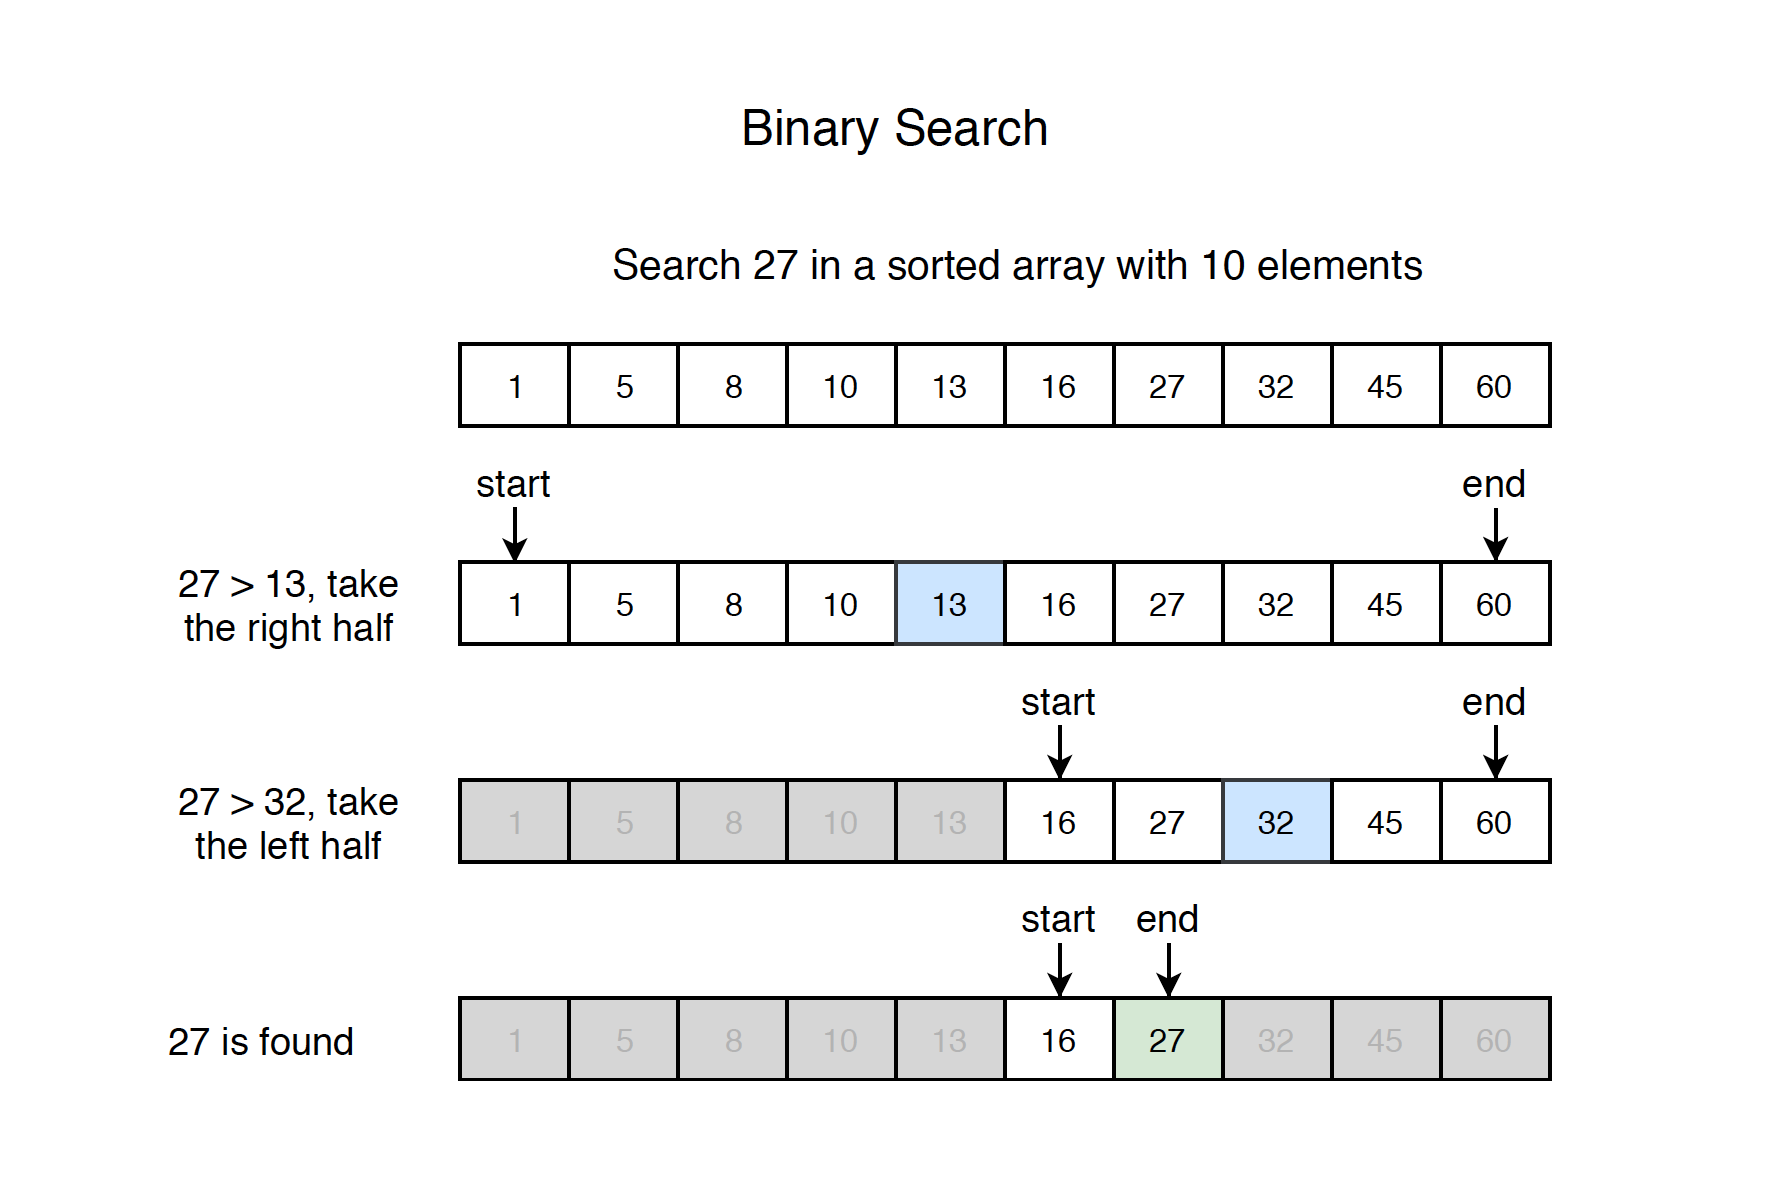 Binary Search
Search 27 in a sorted array with 10 elements
1 5 8 10 13 16 27 32 45 60
start end
27 > 13, take
the right half
1 5 8 10 13 16 27 32 45 60
start end
27 > 32, take
the left half
1 5 8 10 13 16 27 32 45 60
start end
27 is found
1 5 8 10 13 16 27 32 45 60